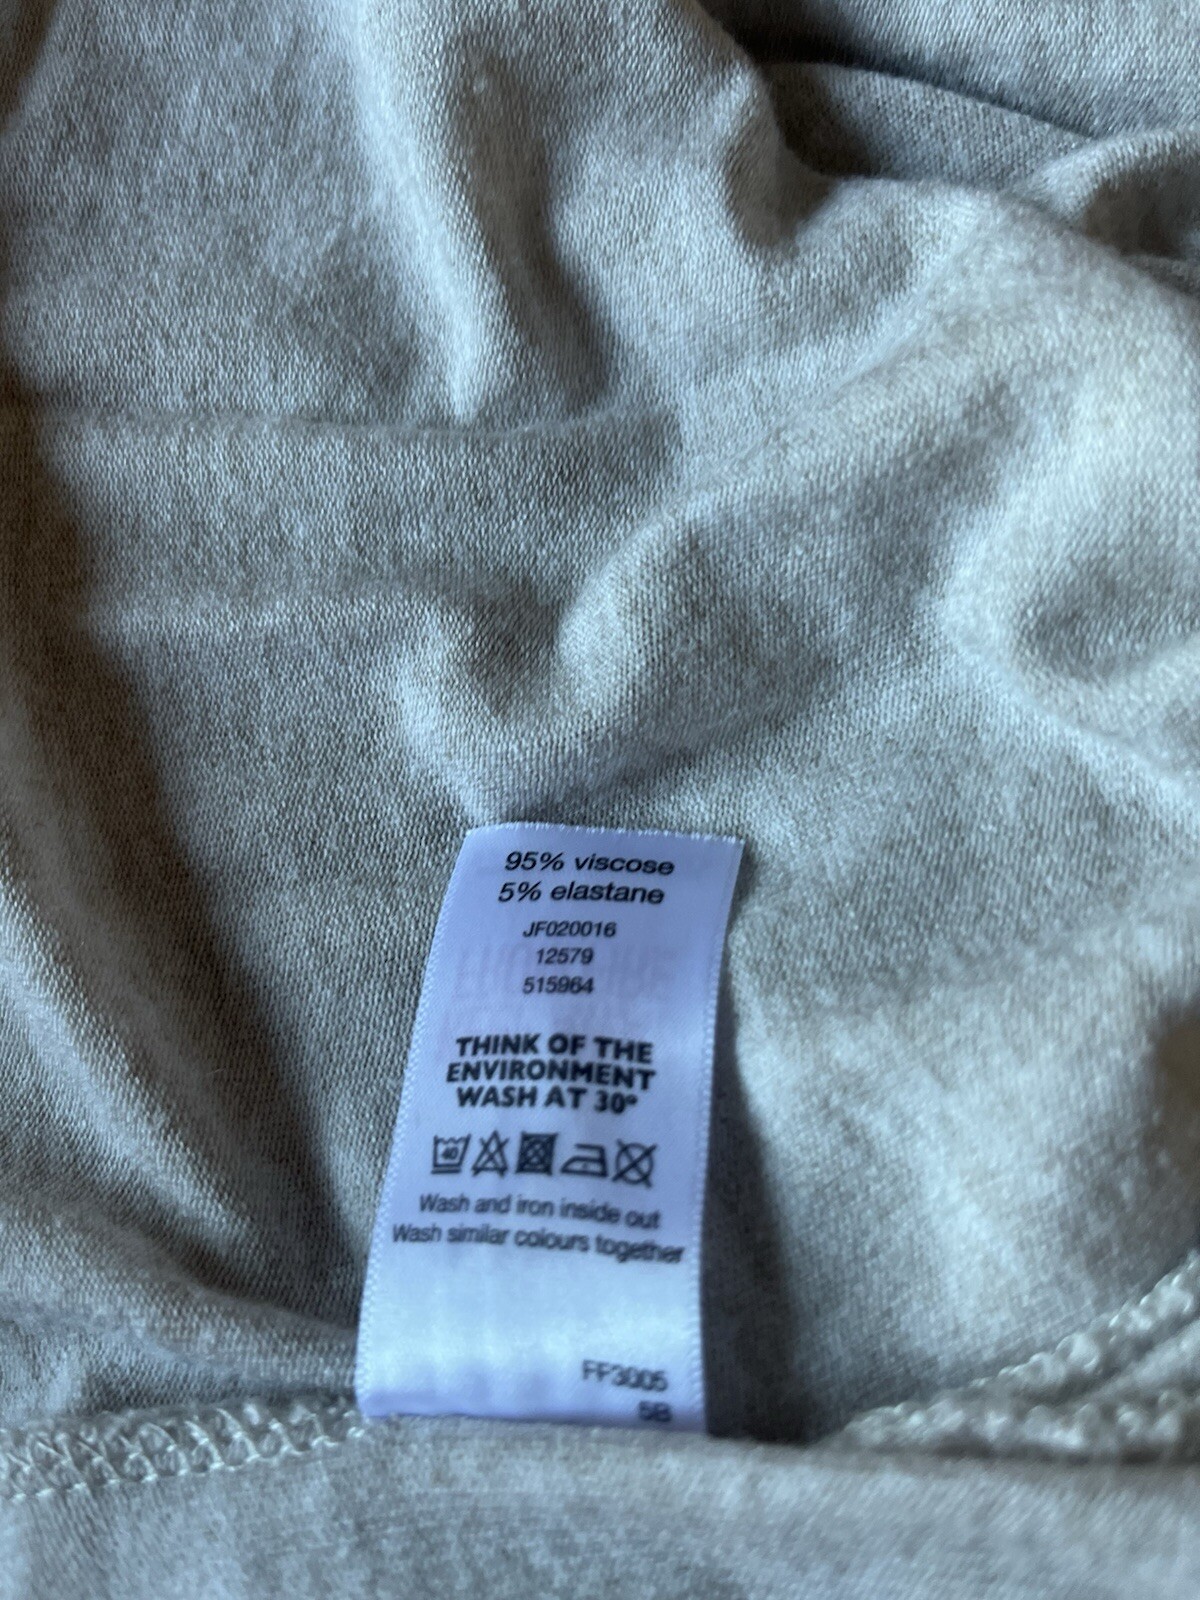 95% viscose
5% elastane
JF020016
12579
515964
THINK OF THE
ENVIRONMENT
WASH AT 30°
40
Wash and iron inside out
Wash similar colours together
FF3005
5B